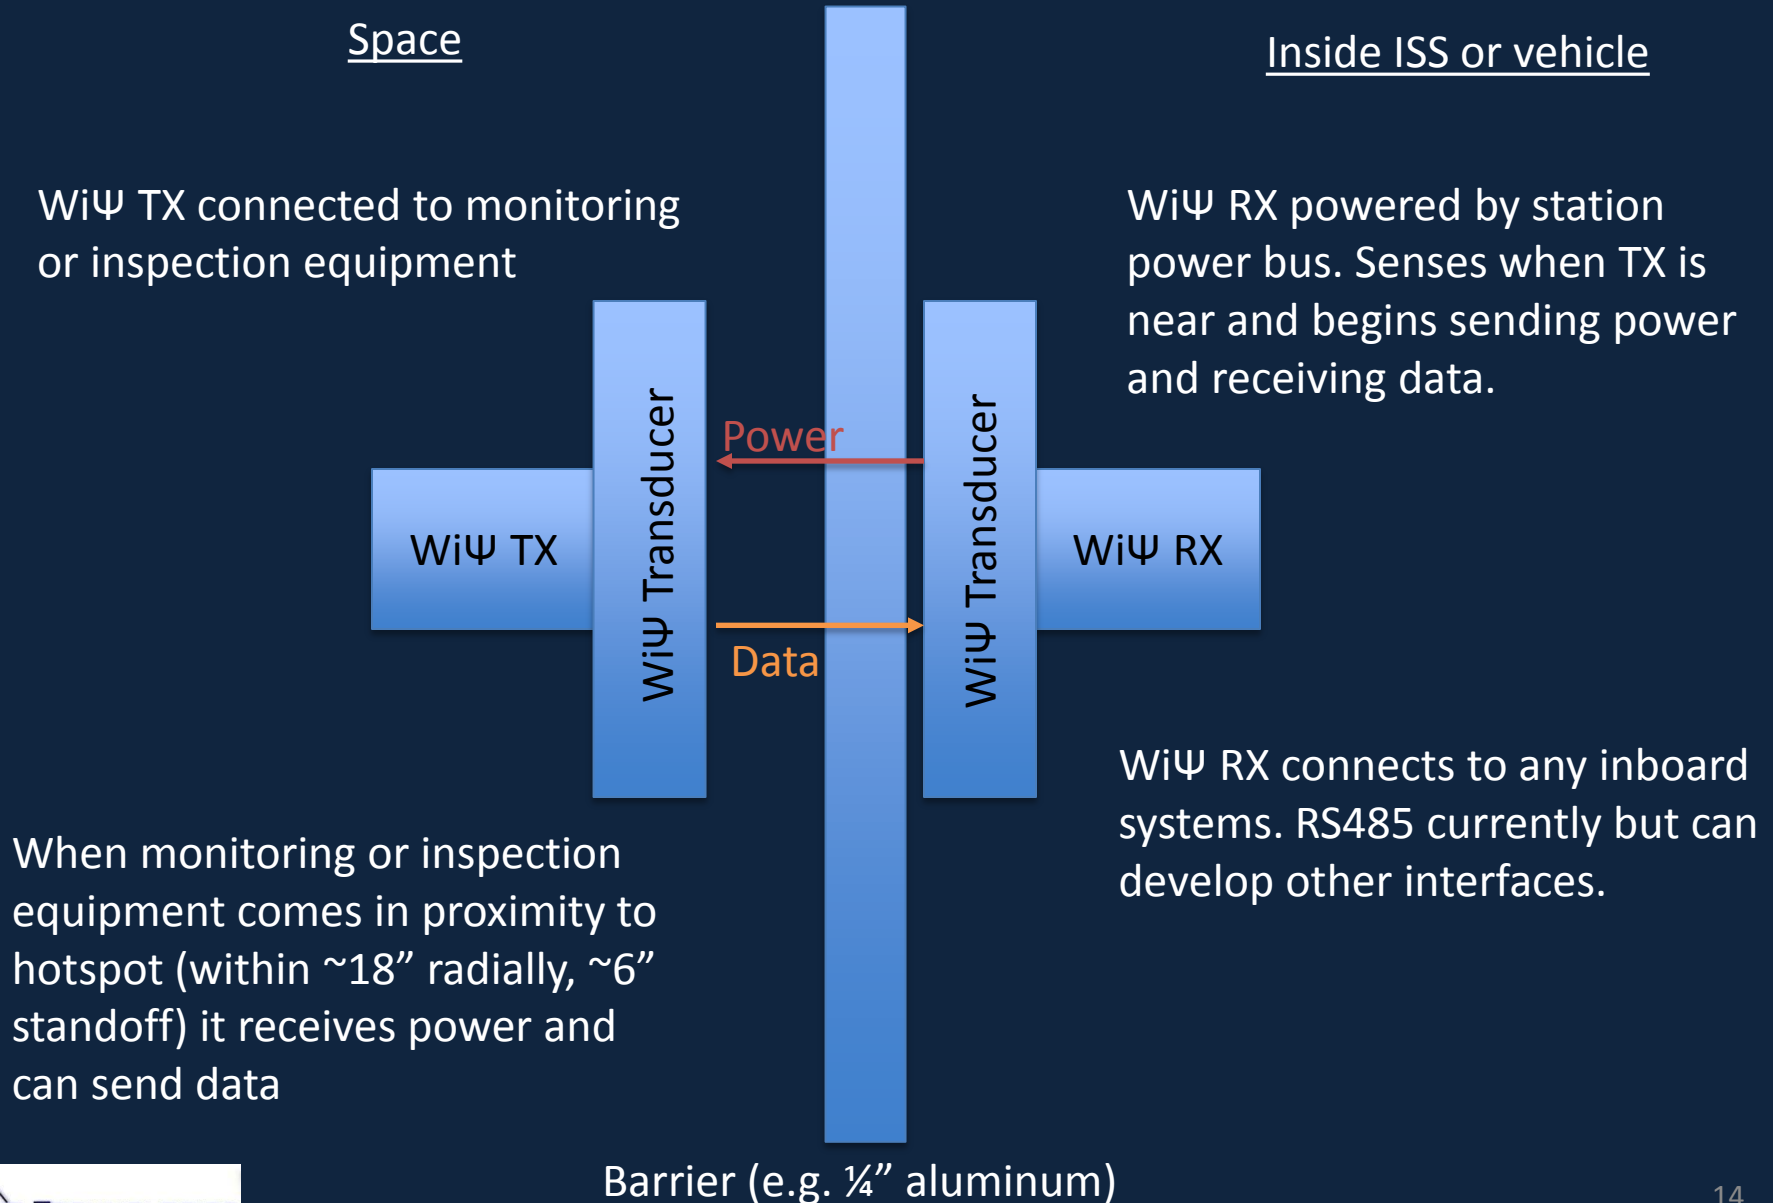 Space
Inside ISS or vehicle
WiΨ TX connected to monitoring
or inspection equipment
WiΨ RX powered by station
power bus. Senses when TX is
near and begins sending power
and receiving data.
Power
WiΨ TX
WiΨ Transducer
WiΨ Transducer
WiΨ RX
Data
When monitoring or inspection
equipment comes in proximity to
hotspot (within ~18” radially, ~6”
standoff) it receives power and
can send data
WiΨ RX connects to any inboard
systems. RS485 currently but can
develop other interfaces.
Barrier (e.g. ¼” aluminum)
14